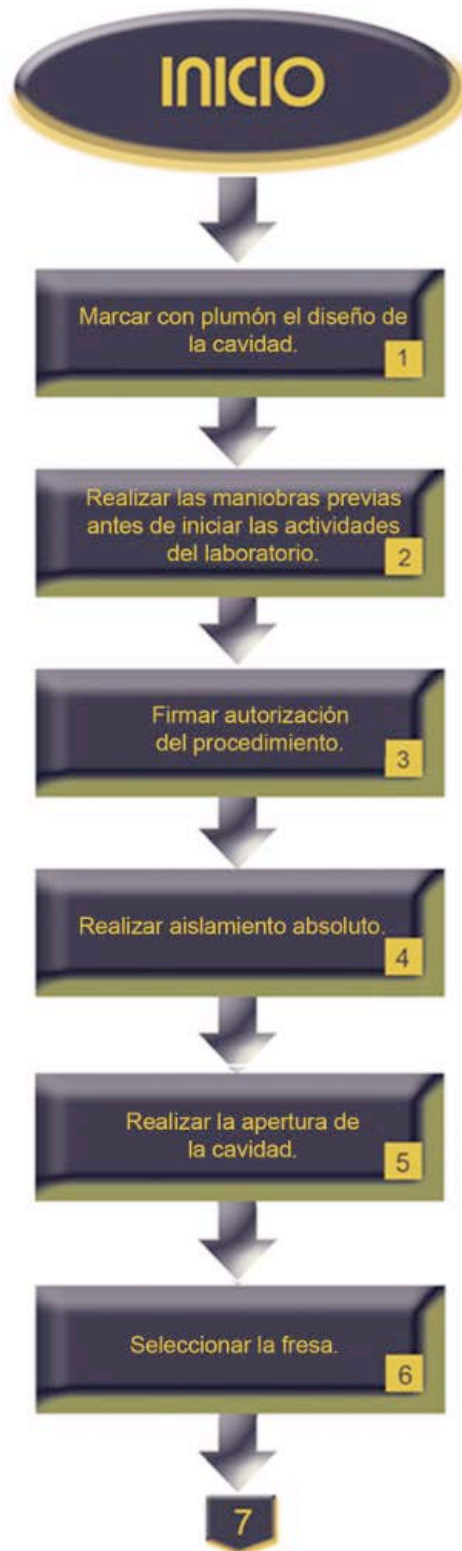 INICIO
Marcar con plumón el diseño de
la cavidad.
1
Realizar las maniobras previas
antes de iniciar las actividades
del laboratorio.
2
Firmar autorización
del procedimiento.
3
Realizar aislamiento absoluto.
4
Realizar la apertura de
la cavidad.
5
Seleccionar la fresa.
6
7